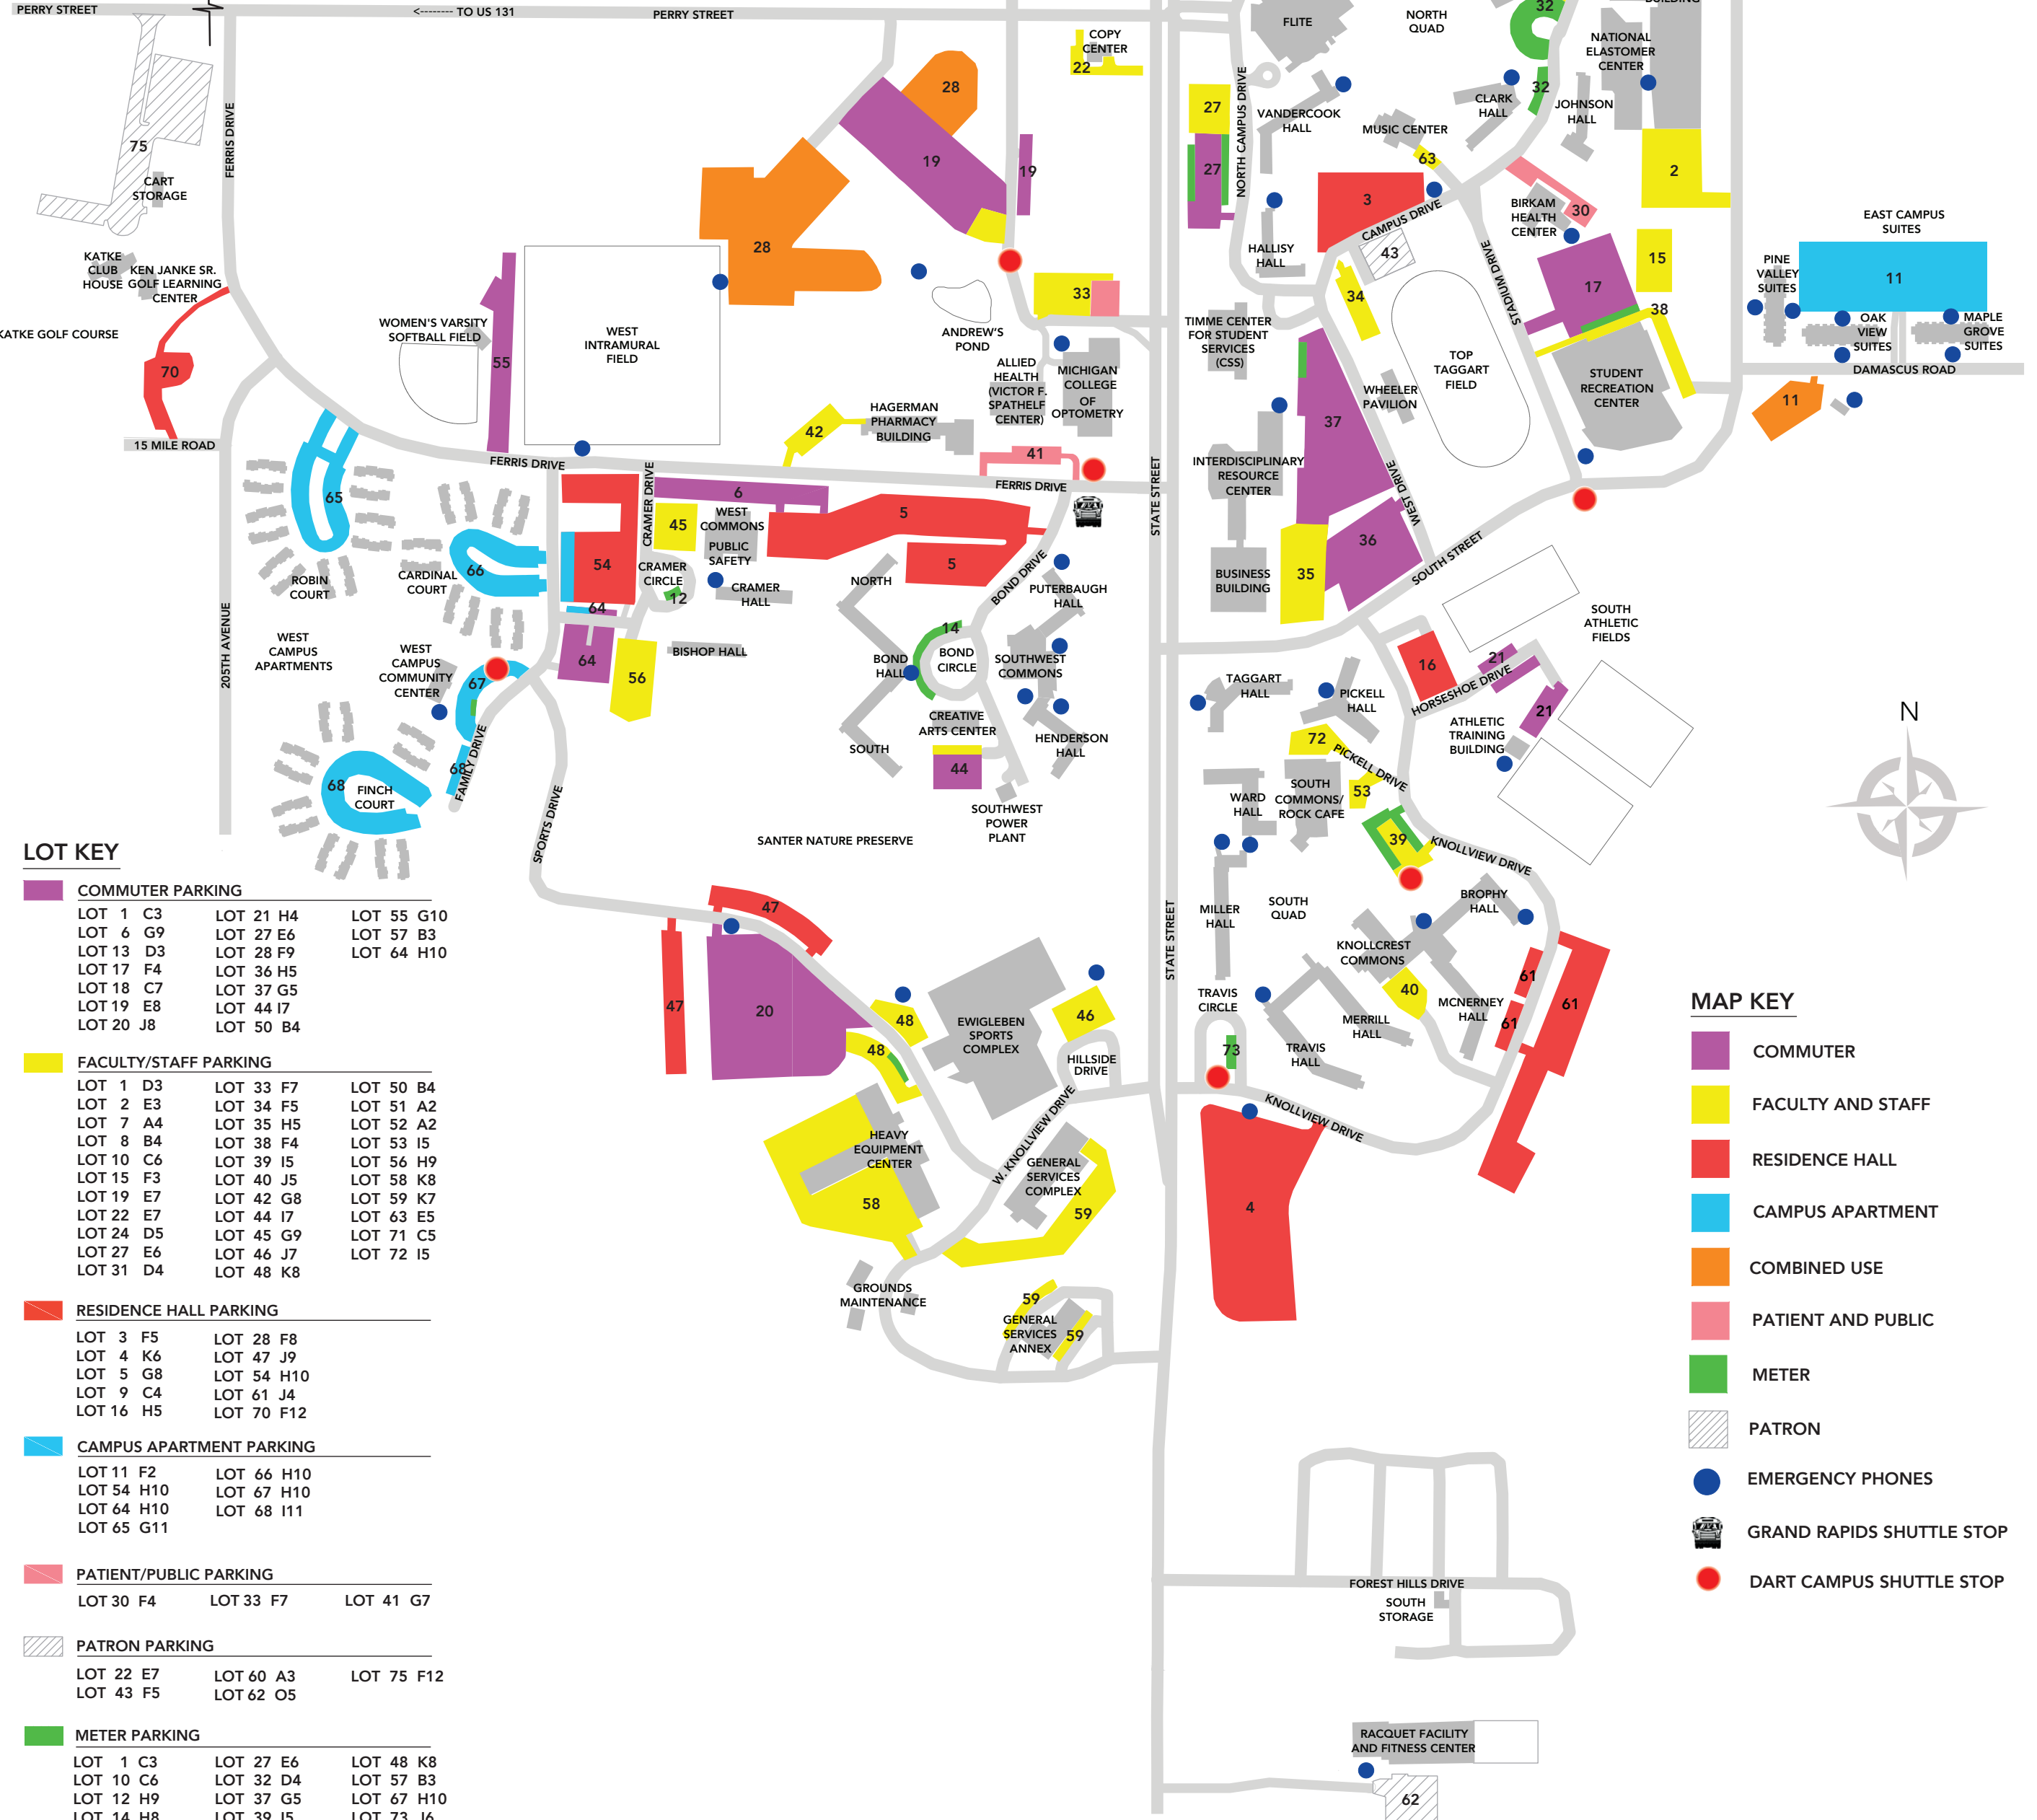 PERRY STREET
<-------- TO US 131
PERRY STREET
FERRIS DRIVE
75
CART
STORAGE
KATKE
CLUB
HOUSE
KEN JANKE SR.
GOLF LEARNING
CENTER
KATKE GOLF COURSE
70
15 MILE ROAD
205TH AVENUE
WOMEN'S VARSITY
SOFTBALL FIELD
55
WEST
INTRAMURAL
FIELD
28
28
19
19
COPY
CENTER
22
33
ANDREW'S
POND
ALLIED
HEALTH
(VICTOR F.
SPATHELF
CENTER)
MICHIGAN
COLLEGE
OF
OPTOMETRY
HAGERMAN
PHARMACY
BUILDING
42
41
FERRIS DRIVE
FERRIS DRIVE
STATE STREET
FLITE
NORTH
QUAD
32
BUILDING
NATIONAL
ELASTOMER
CENTER
32
CLARK
HALL
JOHNSON
HALL
NORTH CAMPUS DRIVE
27
27
VANDERCOOK
HALL
MUSIC CENTER
63
2
3
CAMPUS DRIVE
43
BIRKAM
HEALTH
CENTER
30
HALLISY
HALL
34
STADIUM DRIVE
17
15
38
EAST CAMPUS
SUITES
PINE
VALLEY
SUITES
11
OAK
VIEW
SUITES
MAPLE
GROVE
SUITES
DAMASCUS ROAD
11
TIMME CENTER
FOR STUDENT
SERVICES
(CSS)
TOP
TAGGART
FIELD
WHEELER
PAVILION
STUDENT
RECREATION
CENTER
37
INTERDISCIPLINARY
RESOURCE
CENTER
WEST DRIVE
36
SOUTH STREET
BUSINESS
BUILDING
35
SOUTH
ATHLETIC
FIELDS
65
ROBIN
COURT
CARDINAL
COURT
66
WEST
CAMPUS
APARTMENTS
WEST
CAMPUS
COMMUNITY
CENTER
67
68
FINCH
COURT
68
FAMILY DRIVE
SPORTS DRIVE
54
64
64
56
CRAMER DRIVE
6
45
WEST
COMMONS
PUBLIC
SAFETY
CRAMER
CIRCLE
12
CRAMER
HALL
BISHOP HALL
5
5
NORTH
BOND DRIVE
PUTERBAUGH
HALL
14
BOND
HALL
BOND
CIRCLE
SOUTHWEST
COMMONS
CREATIVE
ARTS CENTER
44
SOUTH
HENDERSON
HALL
SOUTHWEST
POWER
PLANT
SANTER NATURE PRESERVE
TAGGART
HALL
PICKELL
HALL
16
21
HORSESHOE DRIVE
21
ATHLETIC
TRAINING
BUILDING
72
PICKELL DRIVE
WARD
HALL
SOUTH
COMMONS/
ROCK CAFE
53
39
KNOLLVIEW DRIVE
MILLER
HALL
SOUTH
QUAD
BROPHY
HALL
KNOLLCREST
COMMONS
40
MCNERNEY
HALL
61
61
61
MERRILL
HALL
TRAVIS
HALL
TRAVIS
CIRCLE
73
STATE STREET
KNOLLVIEW DRIVE
4
47
47
20
48
48
EWIGLEBEN
SPORTS
COMPLEX
46
HILLSIDE
DRIVE
W. KNOLLVIEW DRIVE
HEAVY
EQUIPMENT
CENTER
58
GENERAL
SERVICES
COMPLEX
59
GROUNDS
MAINTENANCE
59
GENERAL
SERVICES
ANNEX
59
FOREST HILLS DRIVE
SOUTH
STORAGE
RACQUET FACILITY
AND FITNESS CENTER
62
N
LOT KEY
COMMUTER PARKING
LOT 1 C3
LOT 6 G9
LOT 13 D3
LOT 17 F4
LOT 18 C7
LOT 19 E8
LOT 20 J8
LOT 21 H4
LOT 27 E6
LOT 28 F9
LOT 36 H5
LOT 37 G5
LOT 44 I7
LOT 50 B4
LOT 55 G10
LOT 57 B3
LOT 64 H10
FACULTY/STAFF PARKING
LOT 1 D3
LOT 2 E3
LOT 7 A4
LOT 8 B4
LOT 10 C6
LOT 15 F3
LOT 19 E7
LOT 22 E7
LOT 24 D5
LOT 27 E6
LOT 31 D4
LOT 33 F7
LOT 34 F5
LOT 35 H5
LOT 38 F4
LOT 39 I5
LOT 40 J5
LOT 42 G8
LOT 44 I7
LOT 45 G9
LOT 46 J7
LOT 48 K8
LOT 50 B4
LOT 51 A2
LOT 52 A2
LOT 53 I5
LOT 56 H9
LOT 58 K8
LOT 59 K7
LOT 63 E5
LOT 71 C5
LOT 72 I5
RESIDENCE HALL PARKING
LOT 3 F5
LOT 4 K6
LOT 5 G8
LOT 9 C4
LOT 16 H5
LOT 28 F8
LOT 47 J9
LOT 54 H10
LOT 61 J4
LOT 70 F12
CAMPUS APARTMENT PARKING
LOT 11 F2
LOT 54 H10
LOT 64 H10
LOT 65 G11
LOT 66 H10
LOT 67 H10
LOT 68 I11
PATIENT/PUBLIC PARKING
LOT 30 F4
LOT 33 F7
LOT 41 G7
PATRON PARKING
LOT 22 E7
LOT 43 F5
LOT 60 A3
LOT 62 O5
LOT 75 F12
METER PARKING
LOT 1 C3
LOT 10 C6
LOT 12 H9
LOT 14 H8
LOT 27 E6
LOT 32 D4
LOT 37 G5
LOT 39 I5
LOT 48 K8
LOT 57 B3
LOT 67 H10
LOT 73 J6
MAP KEY
COMMUTER
FACULTY AND STAFF
RESIDENCE HALL
CAMPUS APARTMENT
COMBINED USE
PATIENT AND PUBLIC
METER
PATRON
EMERGENCY PHONES
GRAND RAPIDS SHUTTLE STOP
DART CAMPUS SHUTTLE STOP